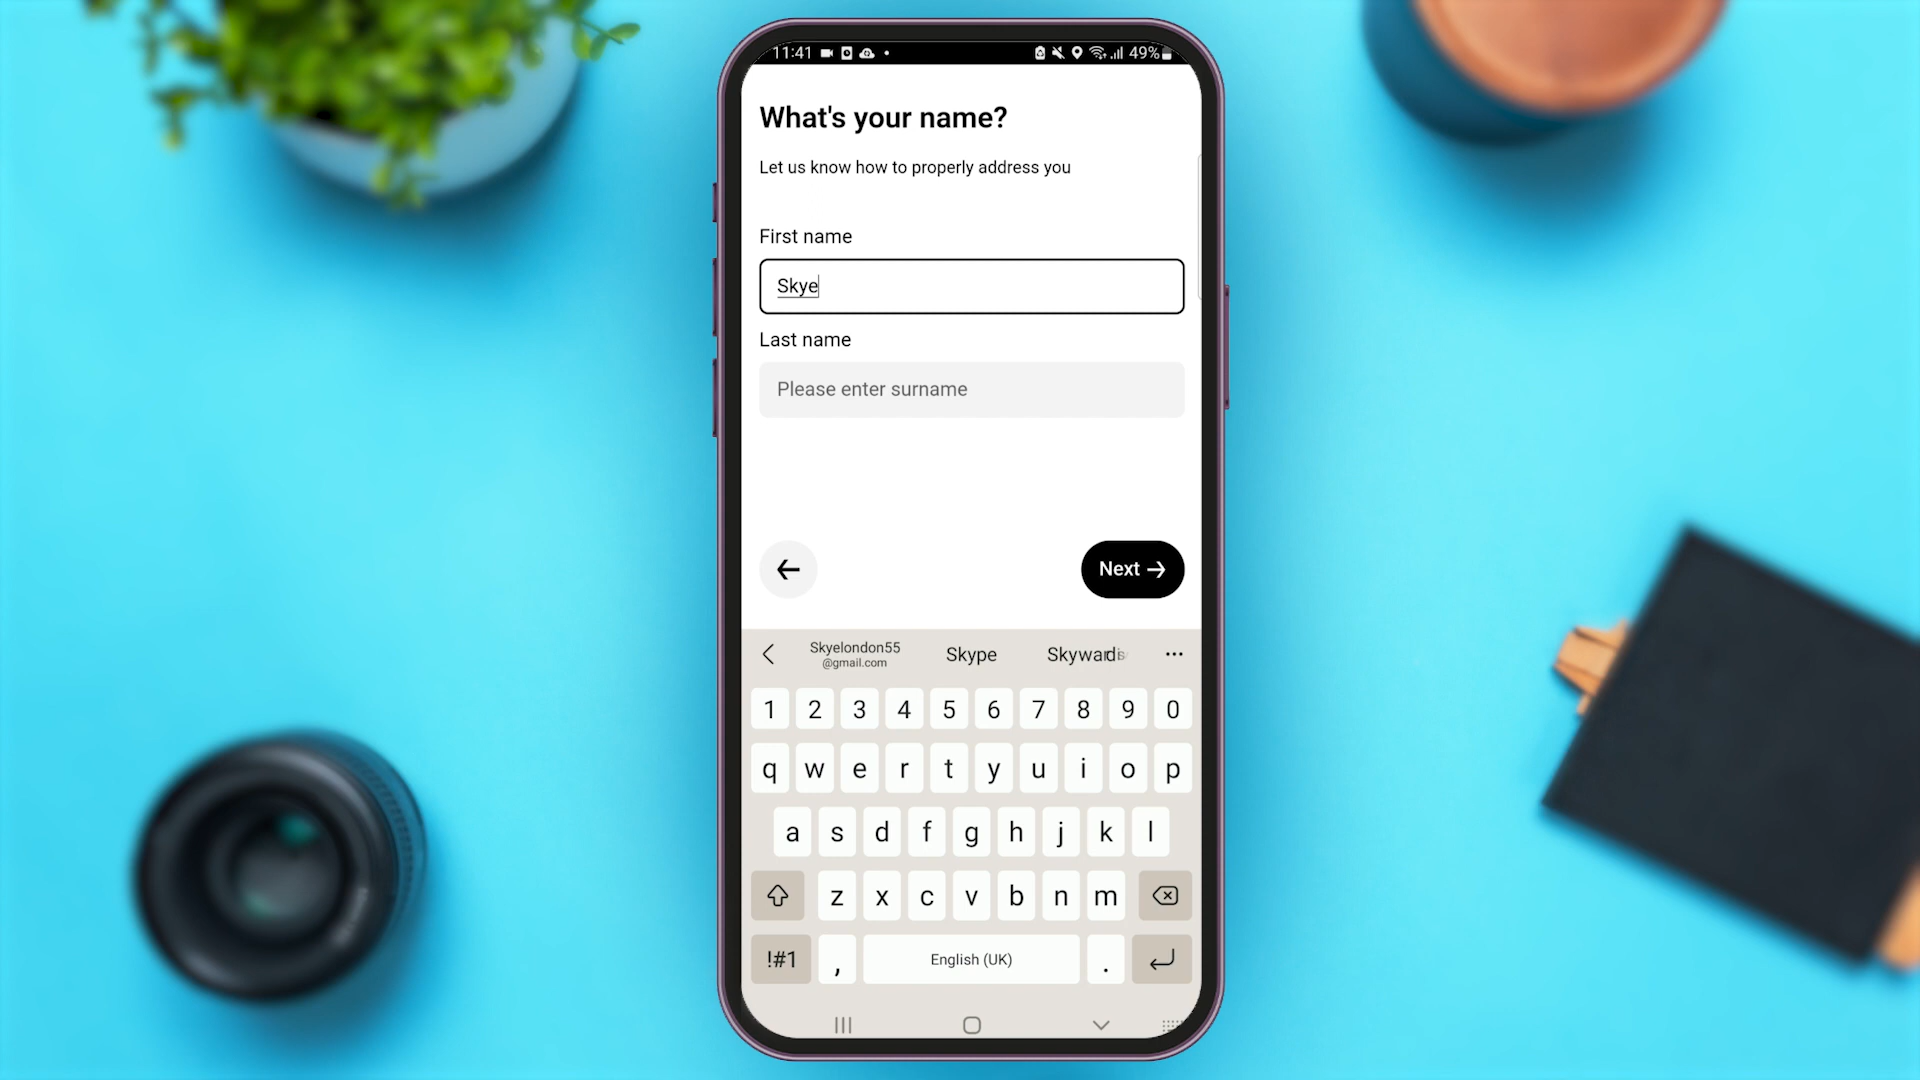 11:41
49%
What's your name?
Let us know how to properly address you
First name
Skye
Last name
Please enter surname
Next
Skyelondon55
@gmail.com
Skype
Skywards
1 2 3 4 5 6 7 8 9 0
q w e r t y u i o p
a s d f g h j k l
z x c v b n m
!#1 , English (UK) .